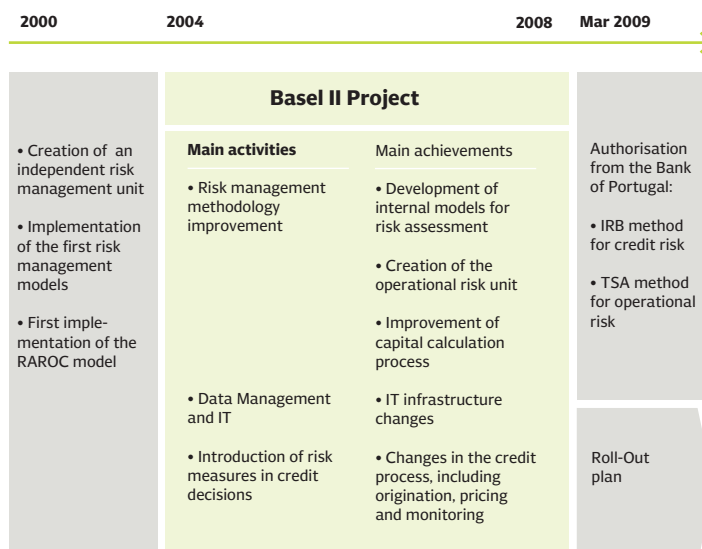 2000
2004
2008
Mar 2009
• Creation of an
independent risk
management unit
• Implementation
of the first risk
management
models
• First imple-
mentation of the
RAROC model
Basel II Project
Main activities
• Risk management
methodology
improvement
• Data Management
and IT
• Introduction of risk
measures in credit
decisions
Main achievements
• Development of
internal models for
risk assessment
• Creation of the
operational risk unit
• Improvement of
capital calculation
process
• IT infrastructure
changes
• Changes in the credit
process, including
origination, pricing
and monitoring
Authorisation
from the Bank
of Portugal:
• IRB method
for credit risk
• TSA method
for operational
risk
Roll-Out
plan